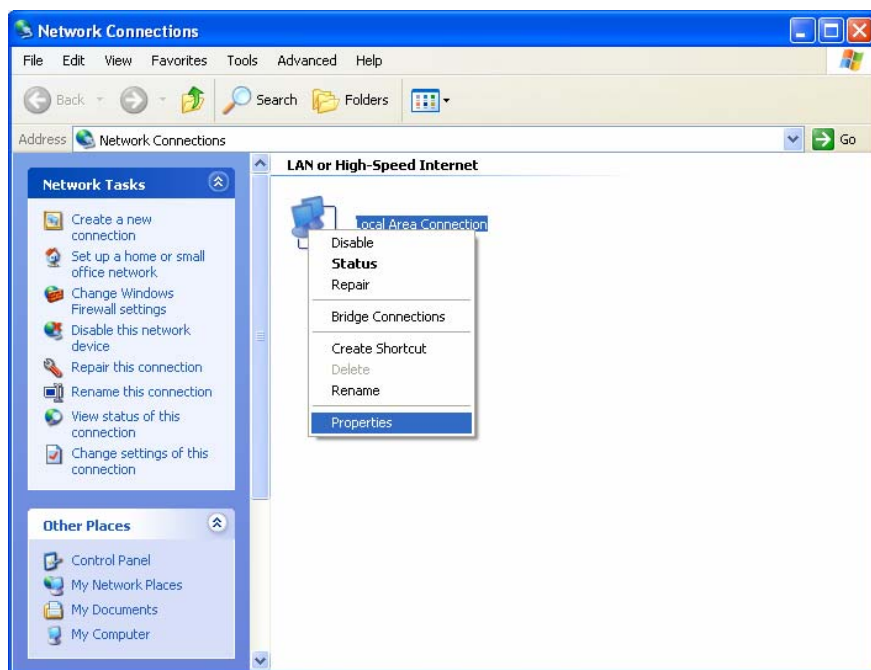 Network Connections
File Edit View Favorites Tools Advanced Help
Back Search Folders
Address Network Connections Go
Network Tasks
Create a new
connection
Set up a home or small
office network
Change Windows
Firewall settings
Disable this network
device
Repair this connection
Rename this connection
View status of this
connection
Change settings of this
connection
Other Places
Control Panel
My Network Places
My Documents
My Computer
LAN or High-Speed Internet
Local Area Connection
Disable
Status
Repair
Bridge Connections
Create Shortcut
Delete
Rename
Properties